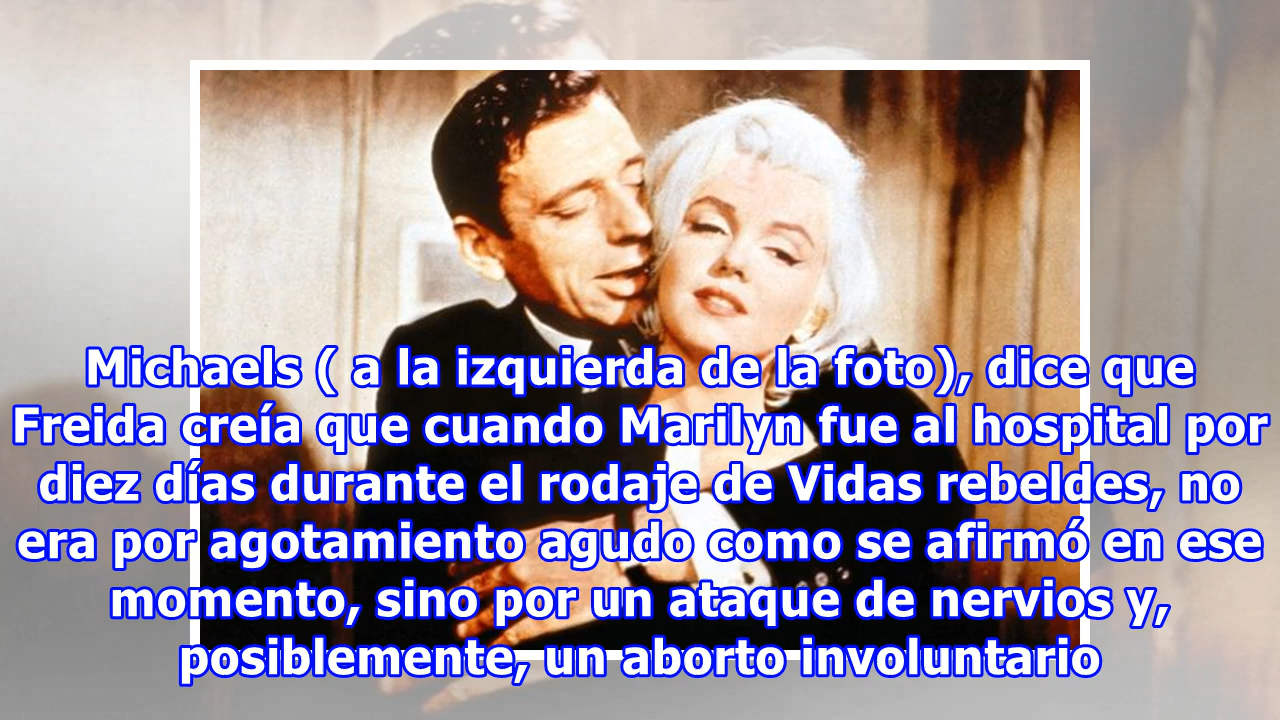 Michaels ( a la izquierda de la foto), dice que
Freida creía que cuando Marilyn fue al hospital por
diez días durante el rodaje de Vidas rebeldes, no
era por agotamiento agudo como se afirmó en ese
momento, sino por un ataque de nervios y,
posiblemente, un aborto involuntario